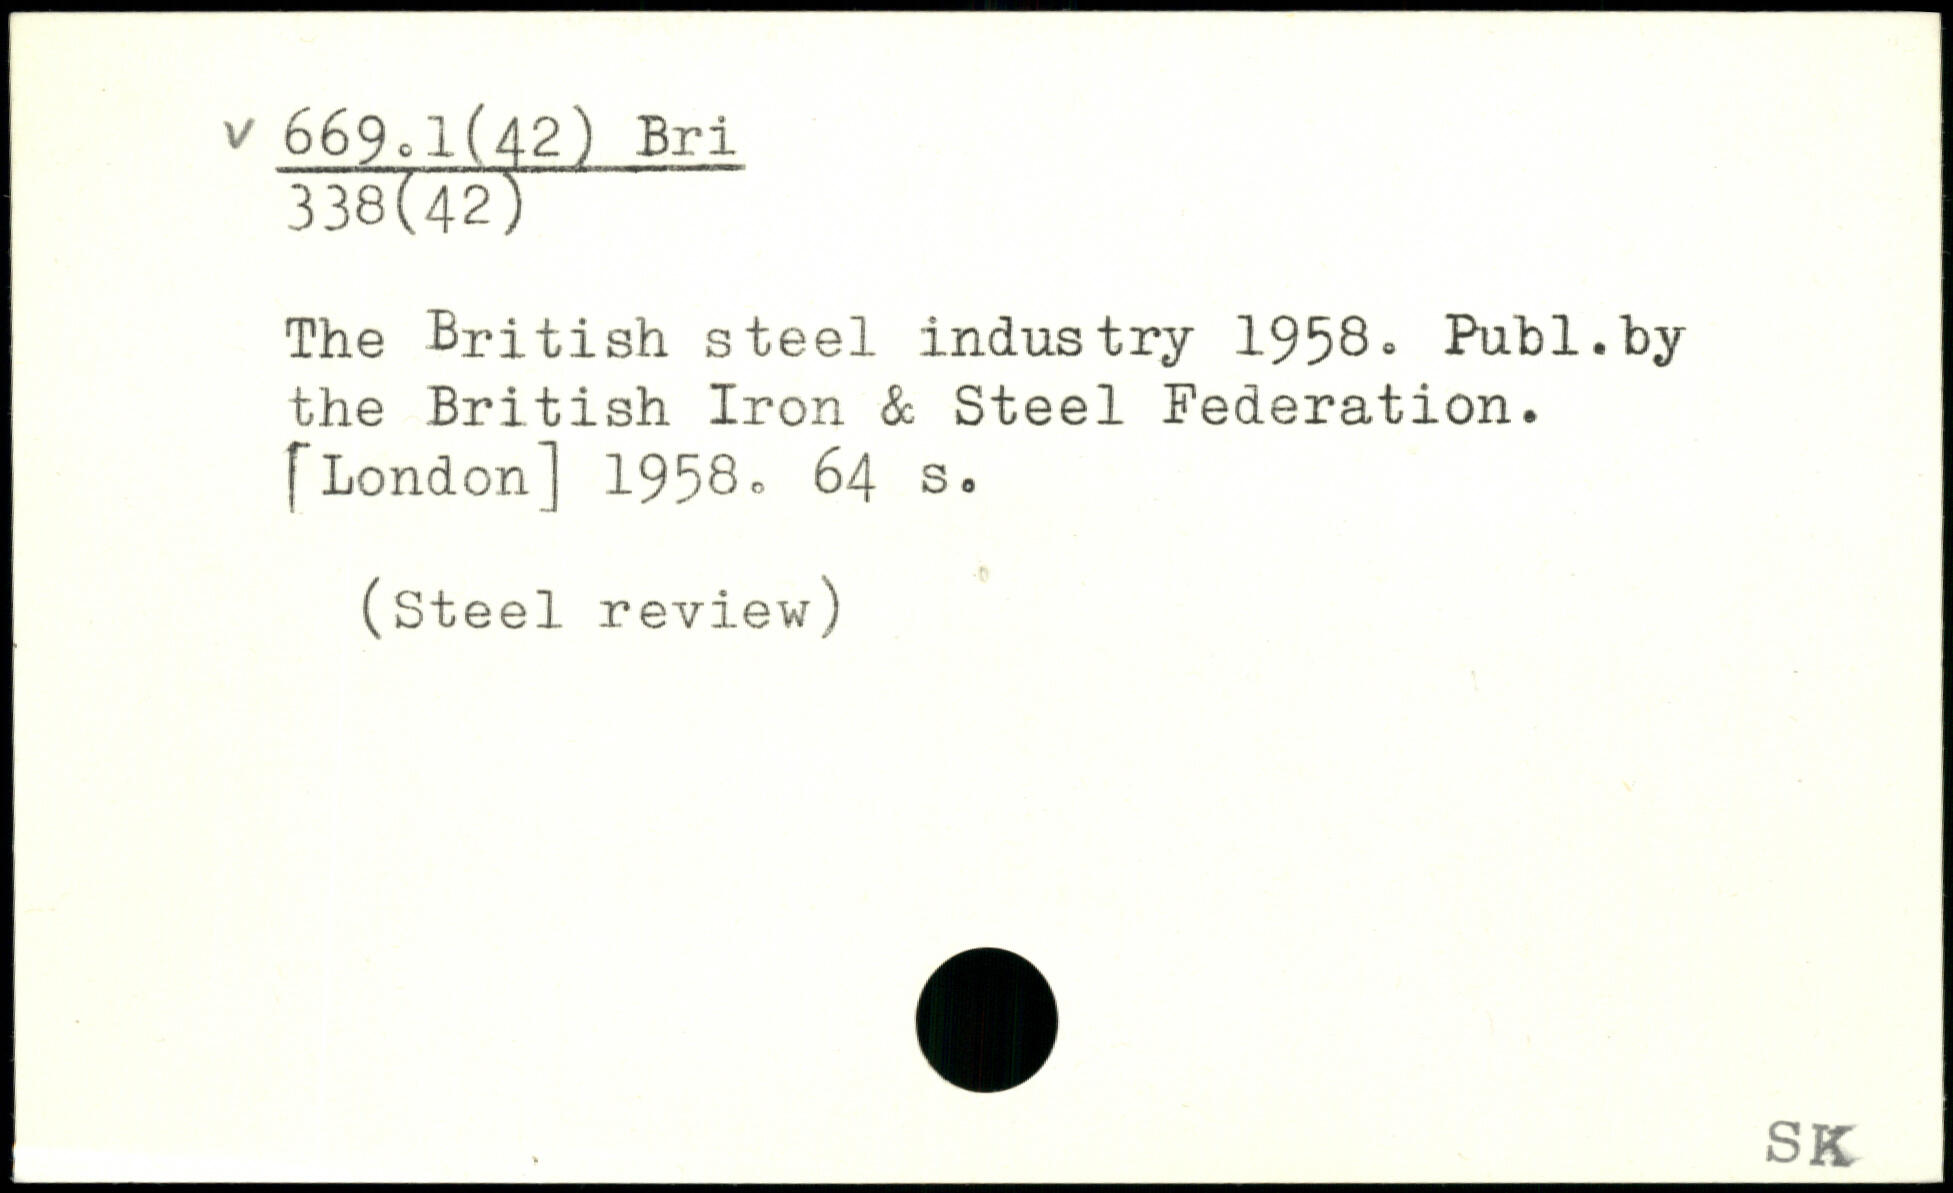 v 669.1(42) Bri
338(42)
The British steel industry 1958. Publ.by
the British Iron & Steel Federation.
[London] 1958. 64 s.
(Steel review)
SK